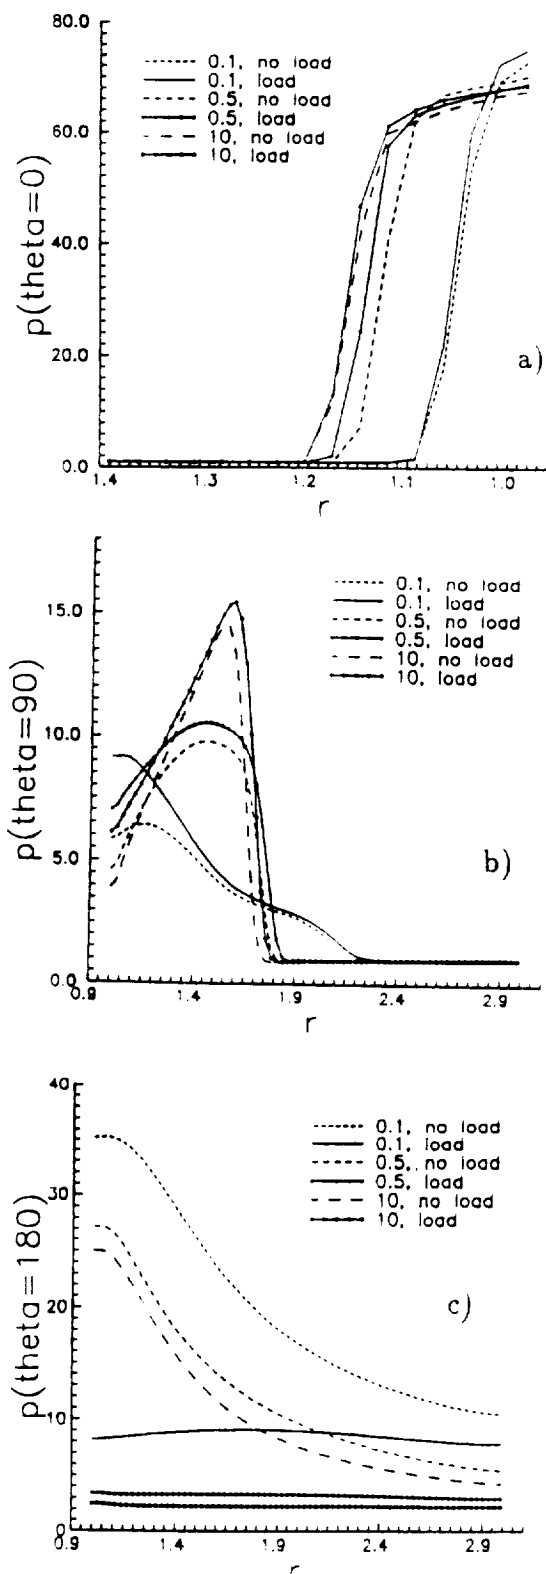 80.0
60.0
40.0
20.0
0.0
p(theta=0)
0.1, no load
0.1, load
0.5, no load
0.5, load
10, no load
10, load
a)
1.4 1.3 1.2 1.1 1.0
r
15.0
10.0
5.0
0.0
p(theta=90)
0.1, no load
0.1, load
0.5, no load
0.5, load
10, no load
10, load
b)
0.9 1.4 1.9 2.4 2.9
r
40
30
20
10
0
p(theta=180)
0.1, no load
0.1, load
0.5, no load
0.5, load
10, no load
10, load
c)
0.9 1.4 1.9 2.4 2.9
r